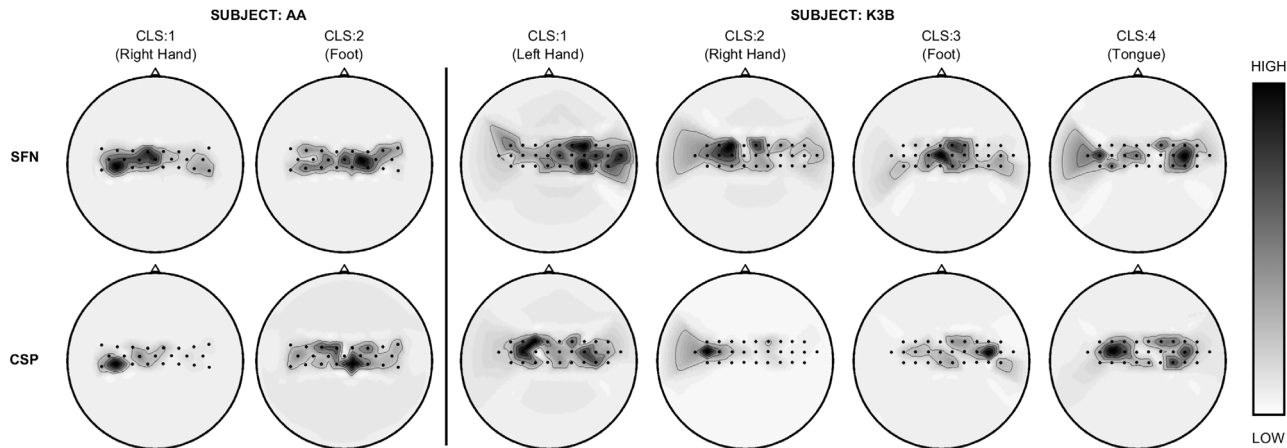 SUBJECT: AA
SUBJECT: K3B
CLS:1
(Right Hand)
CLS:2
(Foot)
CLS:1
(Left Hand)
CLS:2
(Right Hand)
CLS:3
(Foot)
CLS:4
(Tongue)
HIGH
SFN
CSP
LOW